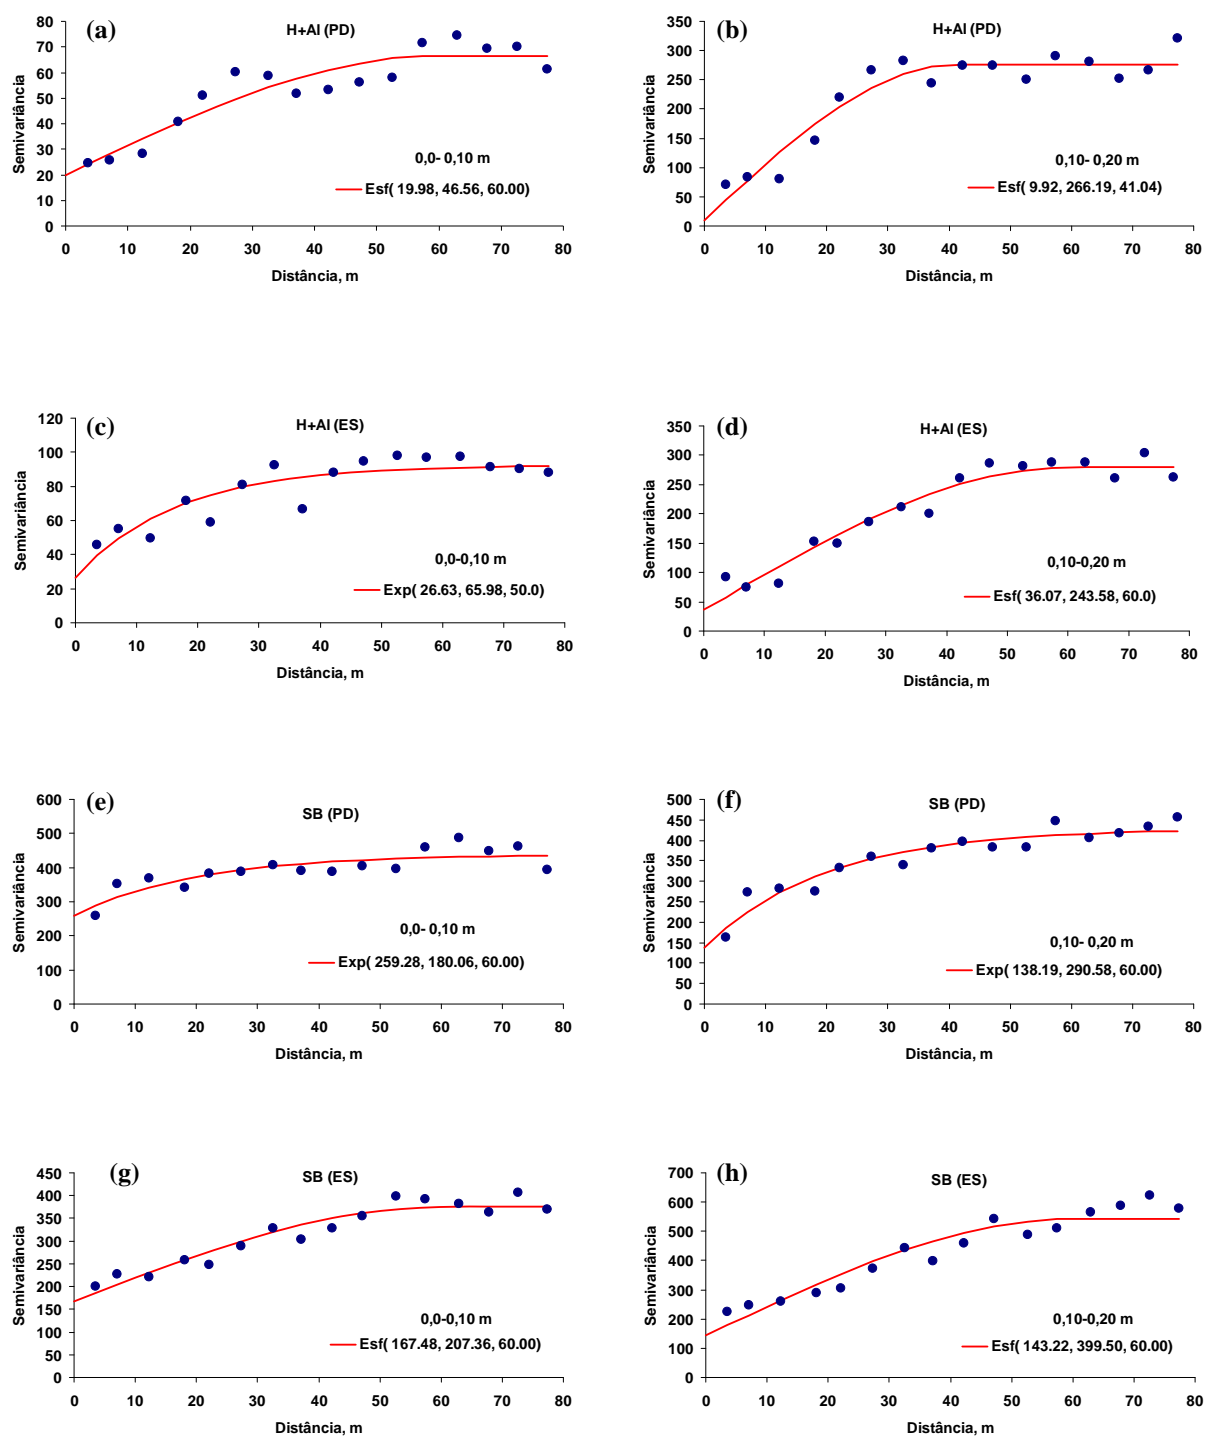 (a)
H+Al (PD)
80
70
60
50
40
30
20
10
0
Semivariância
0,0- 0,10 m
Esf( 19.98, 46.56, 60.00)
0 10 20 30 40 50 60 70 80
Distância, m
(b)
H+Al (PD)
350
300
250
200
150
100
50
0
Semivariância
0,10- 0,20 m
Esf( 9.92, 266.19, 41.04)
0 10 20 30 40 50 60 70 80
Distância, m
(c)
H+Al (ES)
120
100
80
60
40
20
0
Semivariância
0,0-0,10 m
Exp( 26.63, 65.98, 50.0)
0 10 20 30 40 50 60 70 80
Distância, m
(d)
H+Al (ES)
350
300
250
200
150
100
50
0
Semivariância
0,10-0,20 m
Esf( 36.07, 243.58, 60.0)
0 10 20 30 40 50 60 70 80
Distância, m
(e)
SB (PD)
600
500
400
300
200
100
0
Semivariância
0,0- 0,10 m
Exp( 259.28, 180.06, 60.00)
0 10 20 30 40 50 60 70 80
Distância, m
(f)
SB (PD)
500
450
400
350
300
250
200
150
100
50
0
Semivariância
0,10- 0,20 m
Exp( 138.19, 290.58, 60.00)
0 10 20 30 40 50 60 70 80
Distância, m
(g)
SB (ES)
450
400
350
300
250
200
150
100
50
0
Semivariância
0,0-0,10 m
Esf( 167.48, 207.36, 60.00)
0 10 20 30 40 50 60 70 80
Distância, m
(h)
SB (ES)
700
600
500
400
300
200
100
0
Semivariância
0,10-0,20 m
Esf( 143.22, 399.50, 60.00)
0 10 20 30 40 50 60 70 80
Distância, m